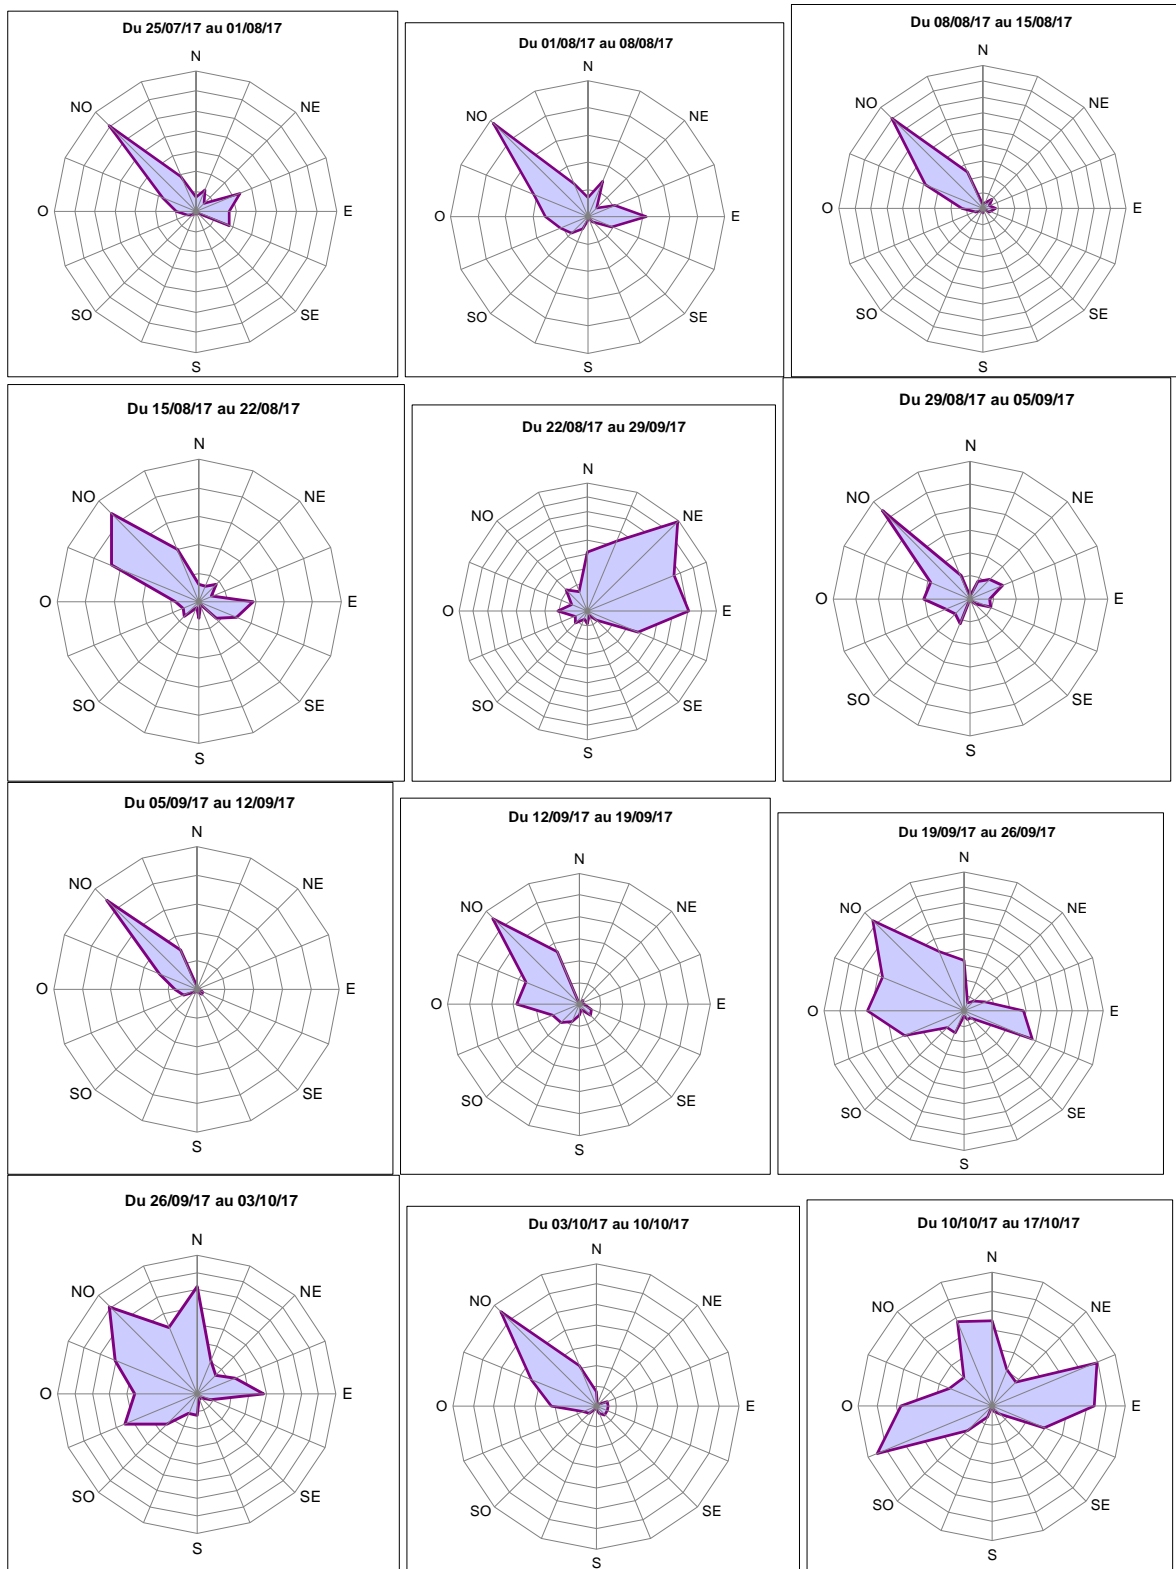 Du 25/07/17 au 01/08/17
N
NO
NE
O
E
SO
SE
S
Du 01/08/17 au 08/08/17
N
NO
NE
O
E
SO
SE
S
Du 08/08/17 au 15/08/17
N
NO
NE
O
E
SO
SE
S
Du 15/08/17 au 22/08/17
N
NO
NE
O
E
SO
SE
S
Du 22/08/17 au 29/09/17
N
NO
NE
O
E
SO
SE
S
Du 29/08/17 au 05/09/17
N
NO
NE
O
E
SO
SE
S
Du 05/09/17 au 12/09/17
N
NO
NE
O
E
SO
SE
S
Du 12/09/17 au 19/09/17
N
NO
NE
O
E
SO
SE
S
Du 19/09/17 au 26/09/17
N
NO
NE
O
E
SO
SE
S
Du 26/09/17 au 03/10/17
N
NO
NE
O
E
SO
SE
S
Du 03/10/17 au 10/10/17
N
NO
NE
O
E
SO
SE
S
Du 10/10/17 au 17/10/17
N
NO
NE
O
E
SO
SE
S